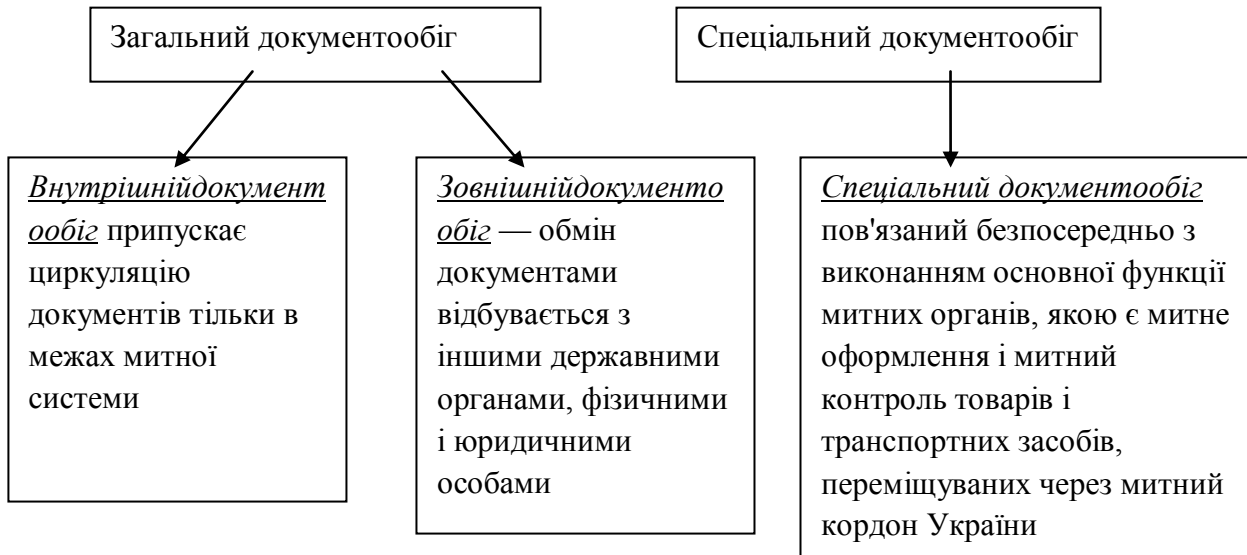 Загальний документообіг
Спеціальний документообіг
Внутрішнійдокумент
ообіг припускає
циркуляцію
документів тільки в
межах митної
системи
Зовнішнійдокументо
обіг — обмін
документами
відбувається з
іншими державними
органами, фізичними
і юридичними
особами
Спеціальний документообіг
пов'язаний безпосередньо з
виконанням основної функції
митних органів, якою є митне
оформлення і митний
контроль товарів і
транспортних засобів,
переміщуваних через митний
кордон України